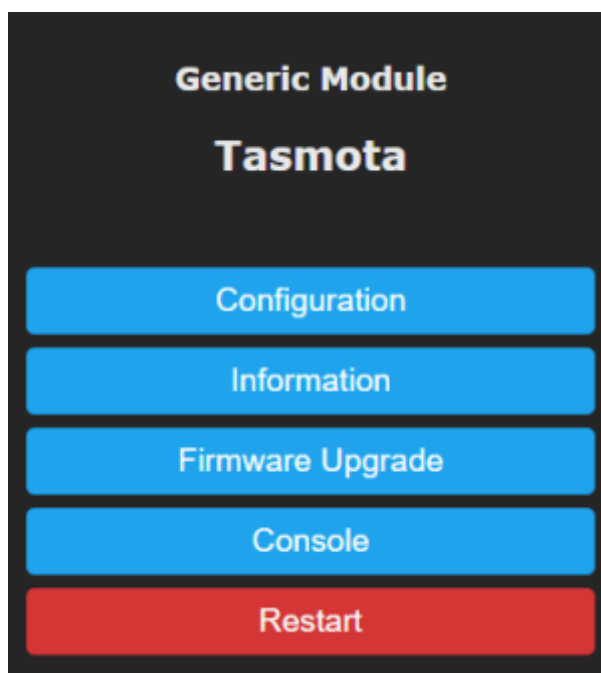 Generic Module
Tasmota
Configuration
Information
Firmware Upgrade
Console
Restart